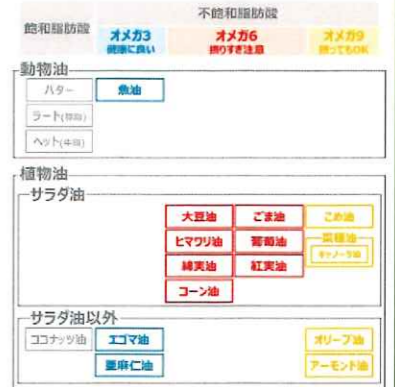 飽和脂肪酸
不飽和脂肪酸
オメガ3
健康に良い
オメガ6
摂りすぎ注意
オメガ9
摂ってもOK
動物油
バター
魚油
ラード(豚脂)
ヘット(牛脂)
植物油
サラダ油
大豆油 ごま油 こめ油
ヒマワリ油 葡萄油 菜種油
キャノーラ油
綿実油 紅実油
コーン油
サラダ油以外
ココナッツ油 エゴマ油 オリーブ油
亜麻仁油 アーモンド油